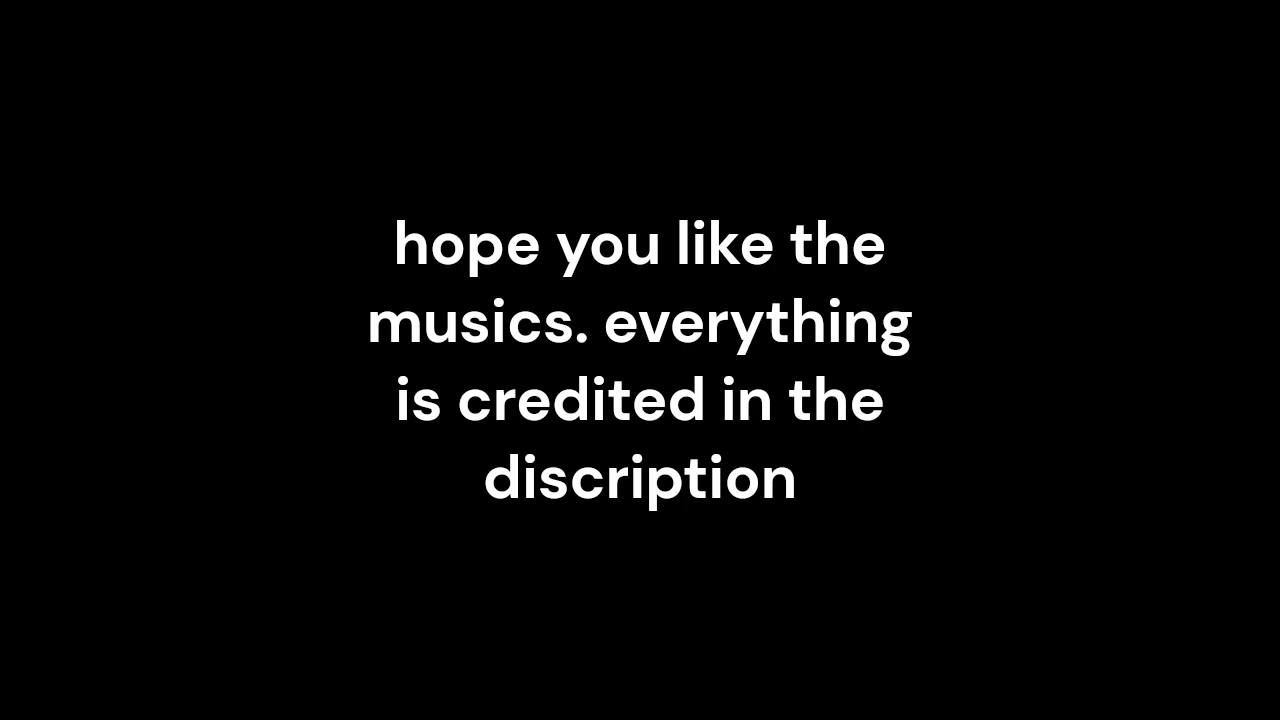 hope you like the
musics. everything
is credited in the
discription